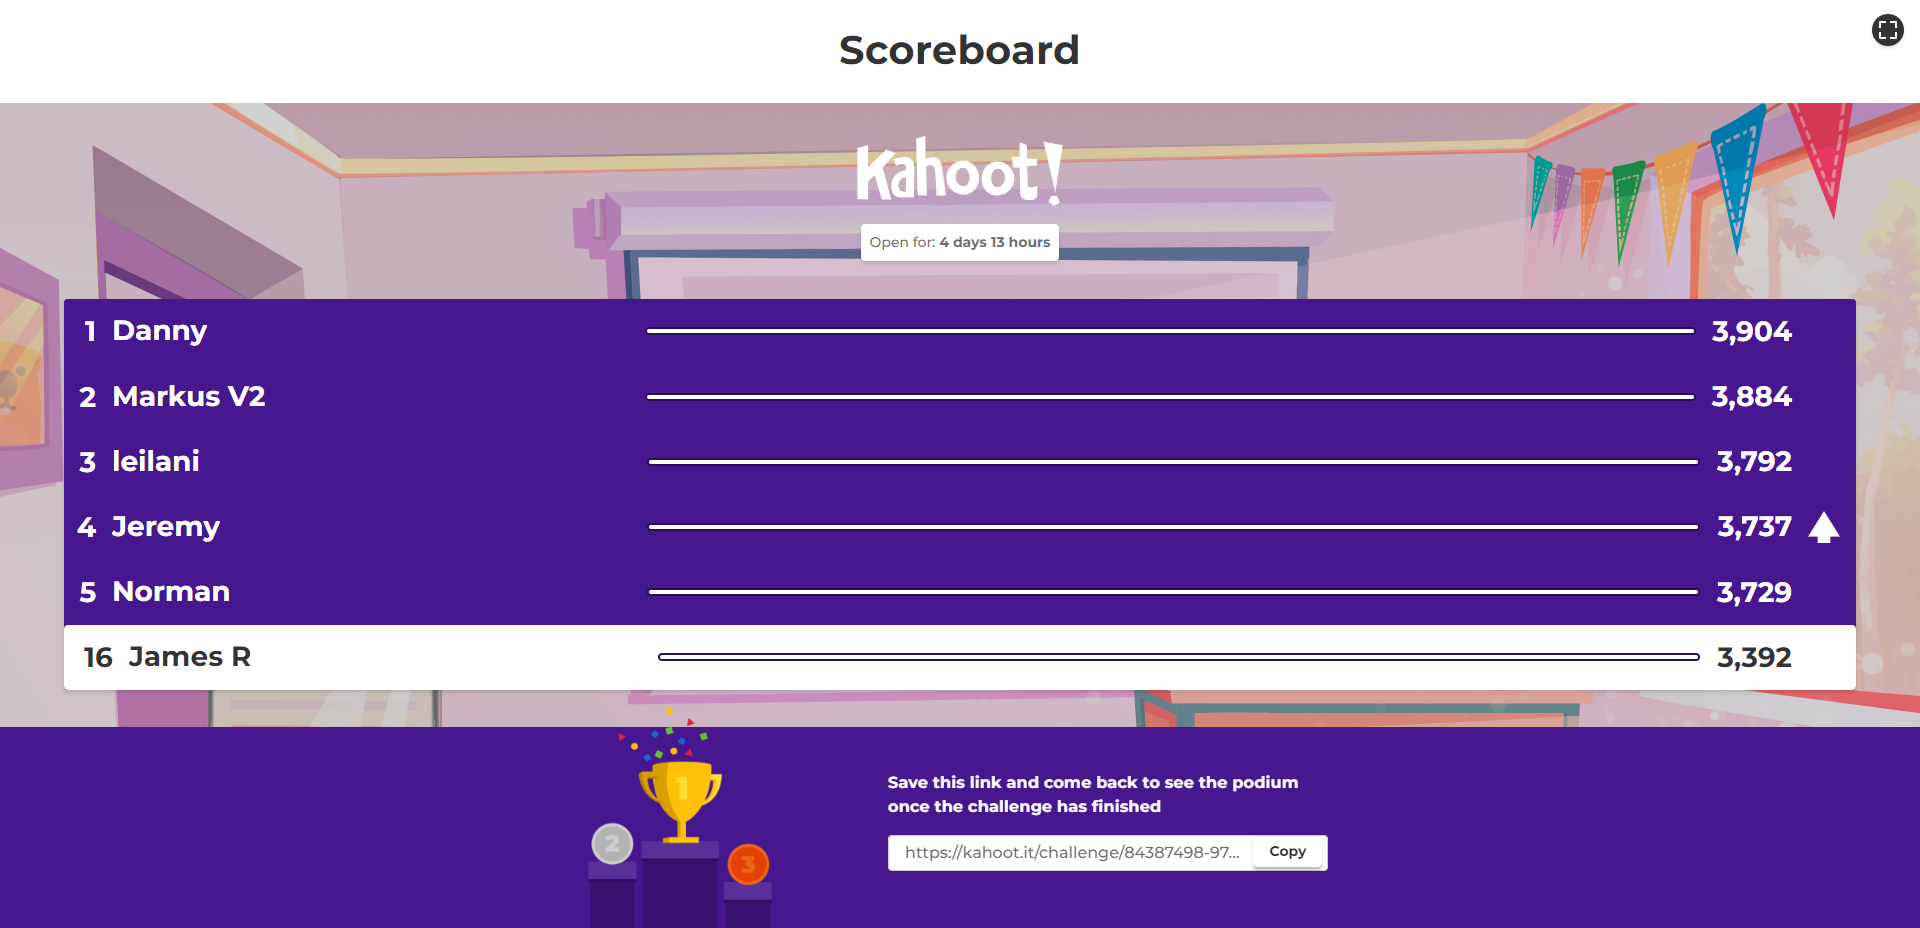 Scoreboard
Kahoot!
Open for: 4 days 13 hours
1 Danny 3,904
2 Markus V2 3,884
3 leilani 3,792
4 Jeremy 3,737
5 Norman 3,729
16 James R 3,392
1
2
3
Save this link and come back to see the podium
once the challenge has finished
https://kahoot.it/challenge/84387498-97... Copy